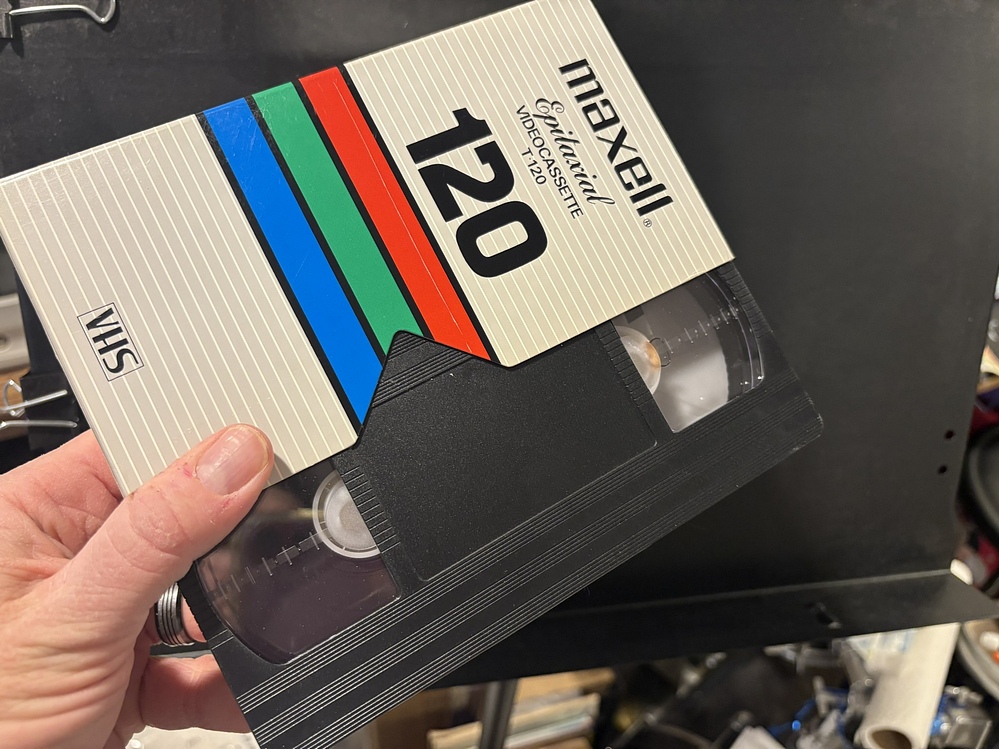 maxell®
Epitaxial
VIDEOCASSETTE
T-120
120
VHS